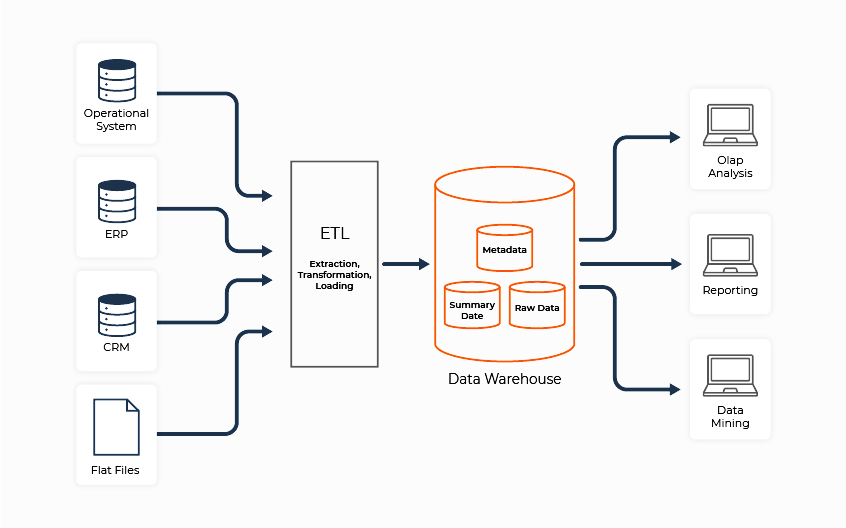 Operational
System
ERP
CRM
Flat Files
ETL
Extraction,
Transformation,
Loading
Metadata
Summary
Date
Raw Data
Data Warehouse
Olap
Analysis
Reporting
Data
Mining